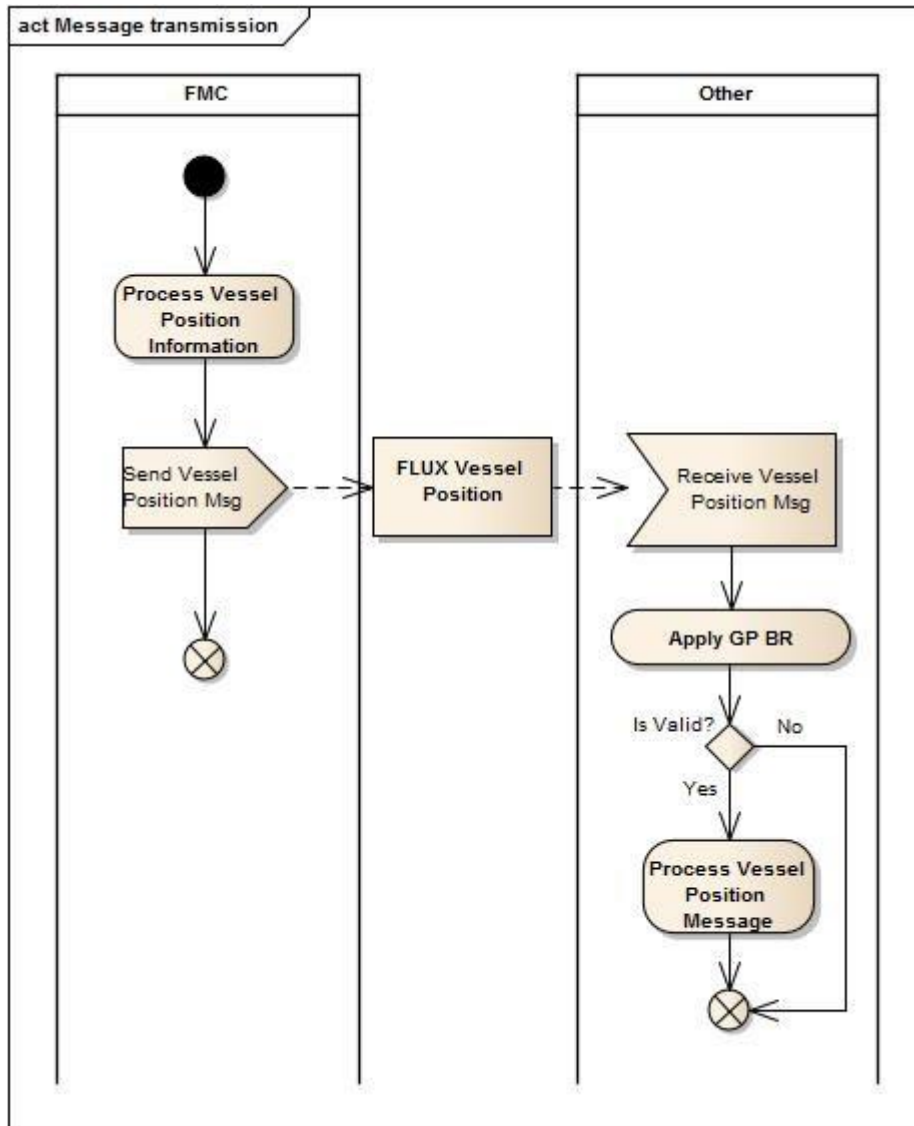 act Message transmission
FMC
Other
Process Vessel
Position
Information
Send Vessel
Position Msg
FLUX Vessel
Position
Receive Vessel
Position Msg
Apply GP BR
Is Valid?
No
Yes
Process Vessel
Position
Message